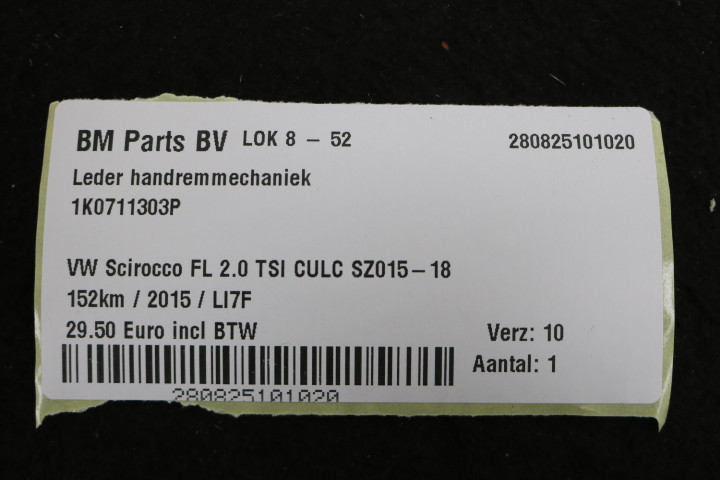 BM Parts BV LOK 8 - 52 280825101020
Leder handremmechaniek
1K0711303P
VW Scirocco FL 2.0 TSI CULC SZ015-18
152km / 2015 / LI7F
29.50 Euro incl BTW Verz: 10
Aantal: 1
280825101020